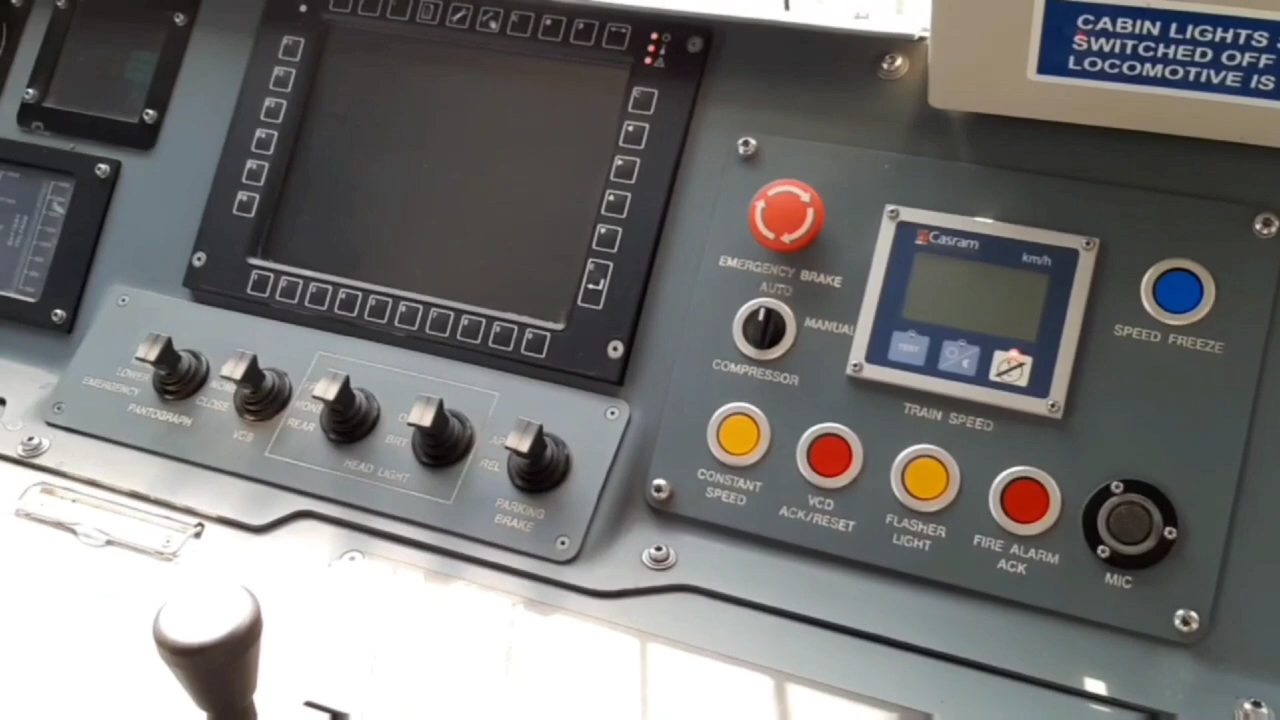 CABIN LIGHTS
SWITCHED OFF
LOCOMOTIVE IS
EMERGENCY BRAKE
AUTO
MANUAL
COMPRESSOR
Casram
km/h
TEST
TRAIN SPEED
SPEED FREEZE
LOWER
EMERGENCY
PANTOGRAPH
CLOSE
VCB
REAR
BRT
HEAD LIGHT
REL
PARKING
BRAKE
CONSTANT
SPEED
VCD
ACK/RESET
FLASHER
LIGHT
FIRE ALARM
ACK
MIC